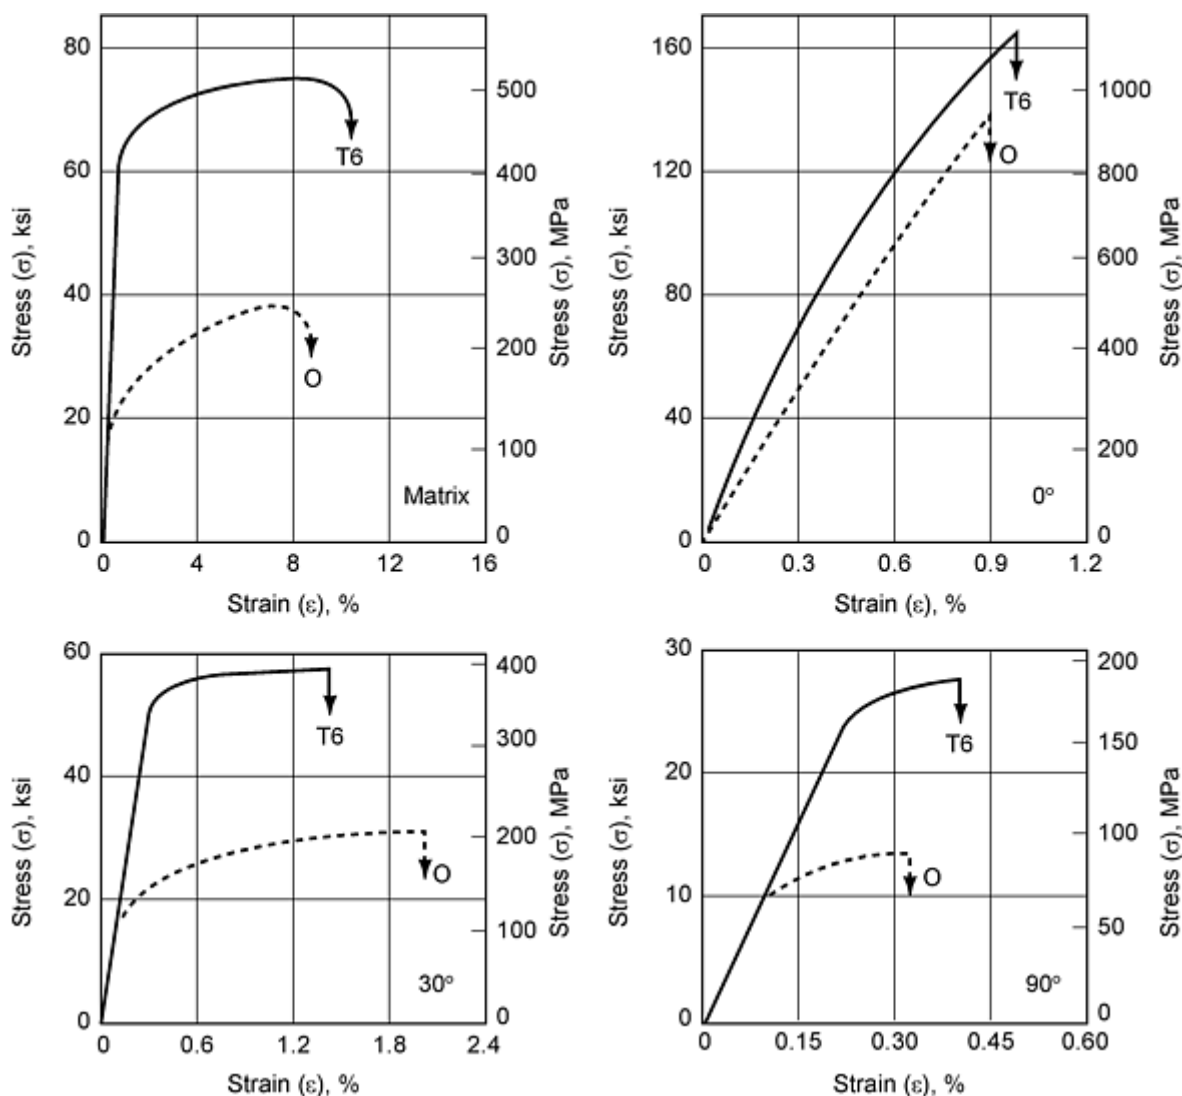 80
60
40
20
0
Stress (σ), ksi
500
400
300
200
100
0
Stress (σ), MPa
T6
O
Matrix
0 4 8 12 16
Strain (ε), %
160
120
80
40
0
Stress (σ), ksi
1000
800
600
400
200
0
Stress (σ), MPa
T6
O
0°
0 0.3 0.6 0.9 1.2
Strain (ε), %
60
40
20
0
Stress (σ), ksi
400
300
200
100
0
Stress (σ), MPa
T6
O
30°
0 0.6 1.2 1.8 2.4
Strain (ε), %
30
20
10
0
Stress (σ), ksi
200
150
100
50
0
Stress (σ), MPa
T6
O
90°
0 0.15 0.30 0.45 0.60
Strain (ε), %